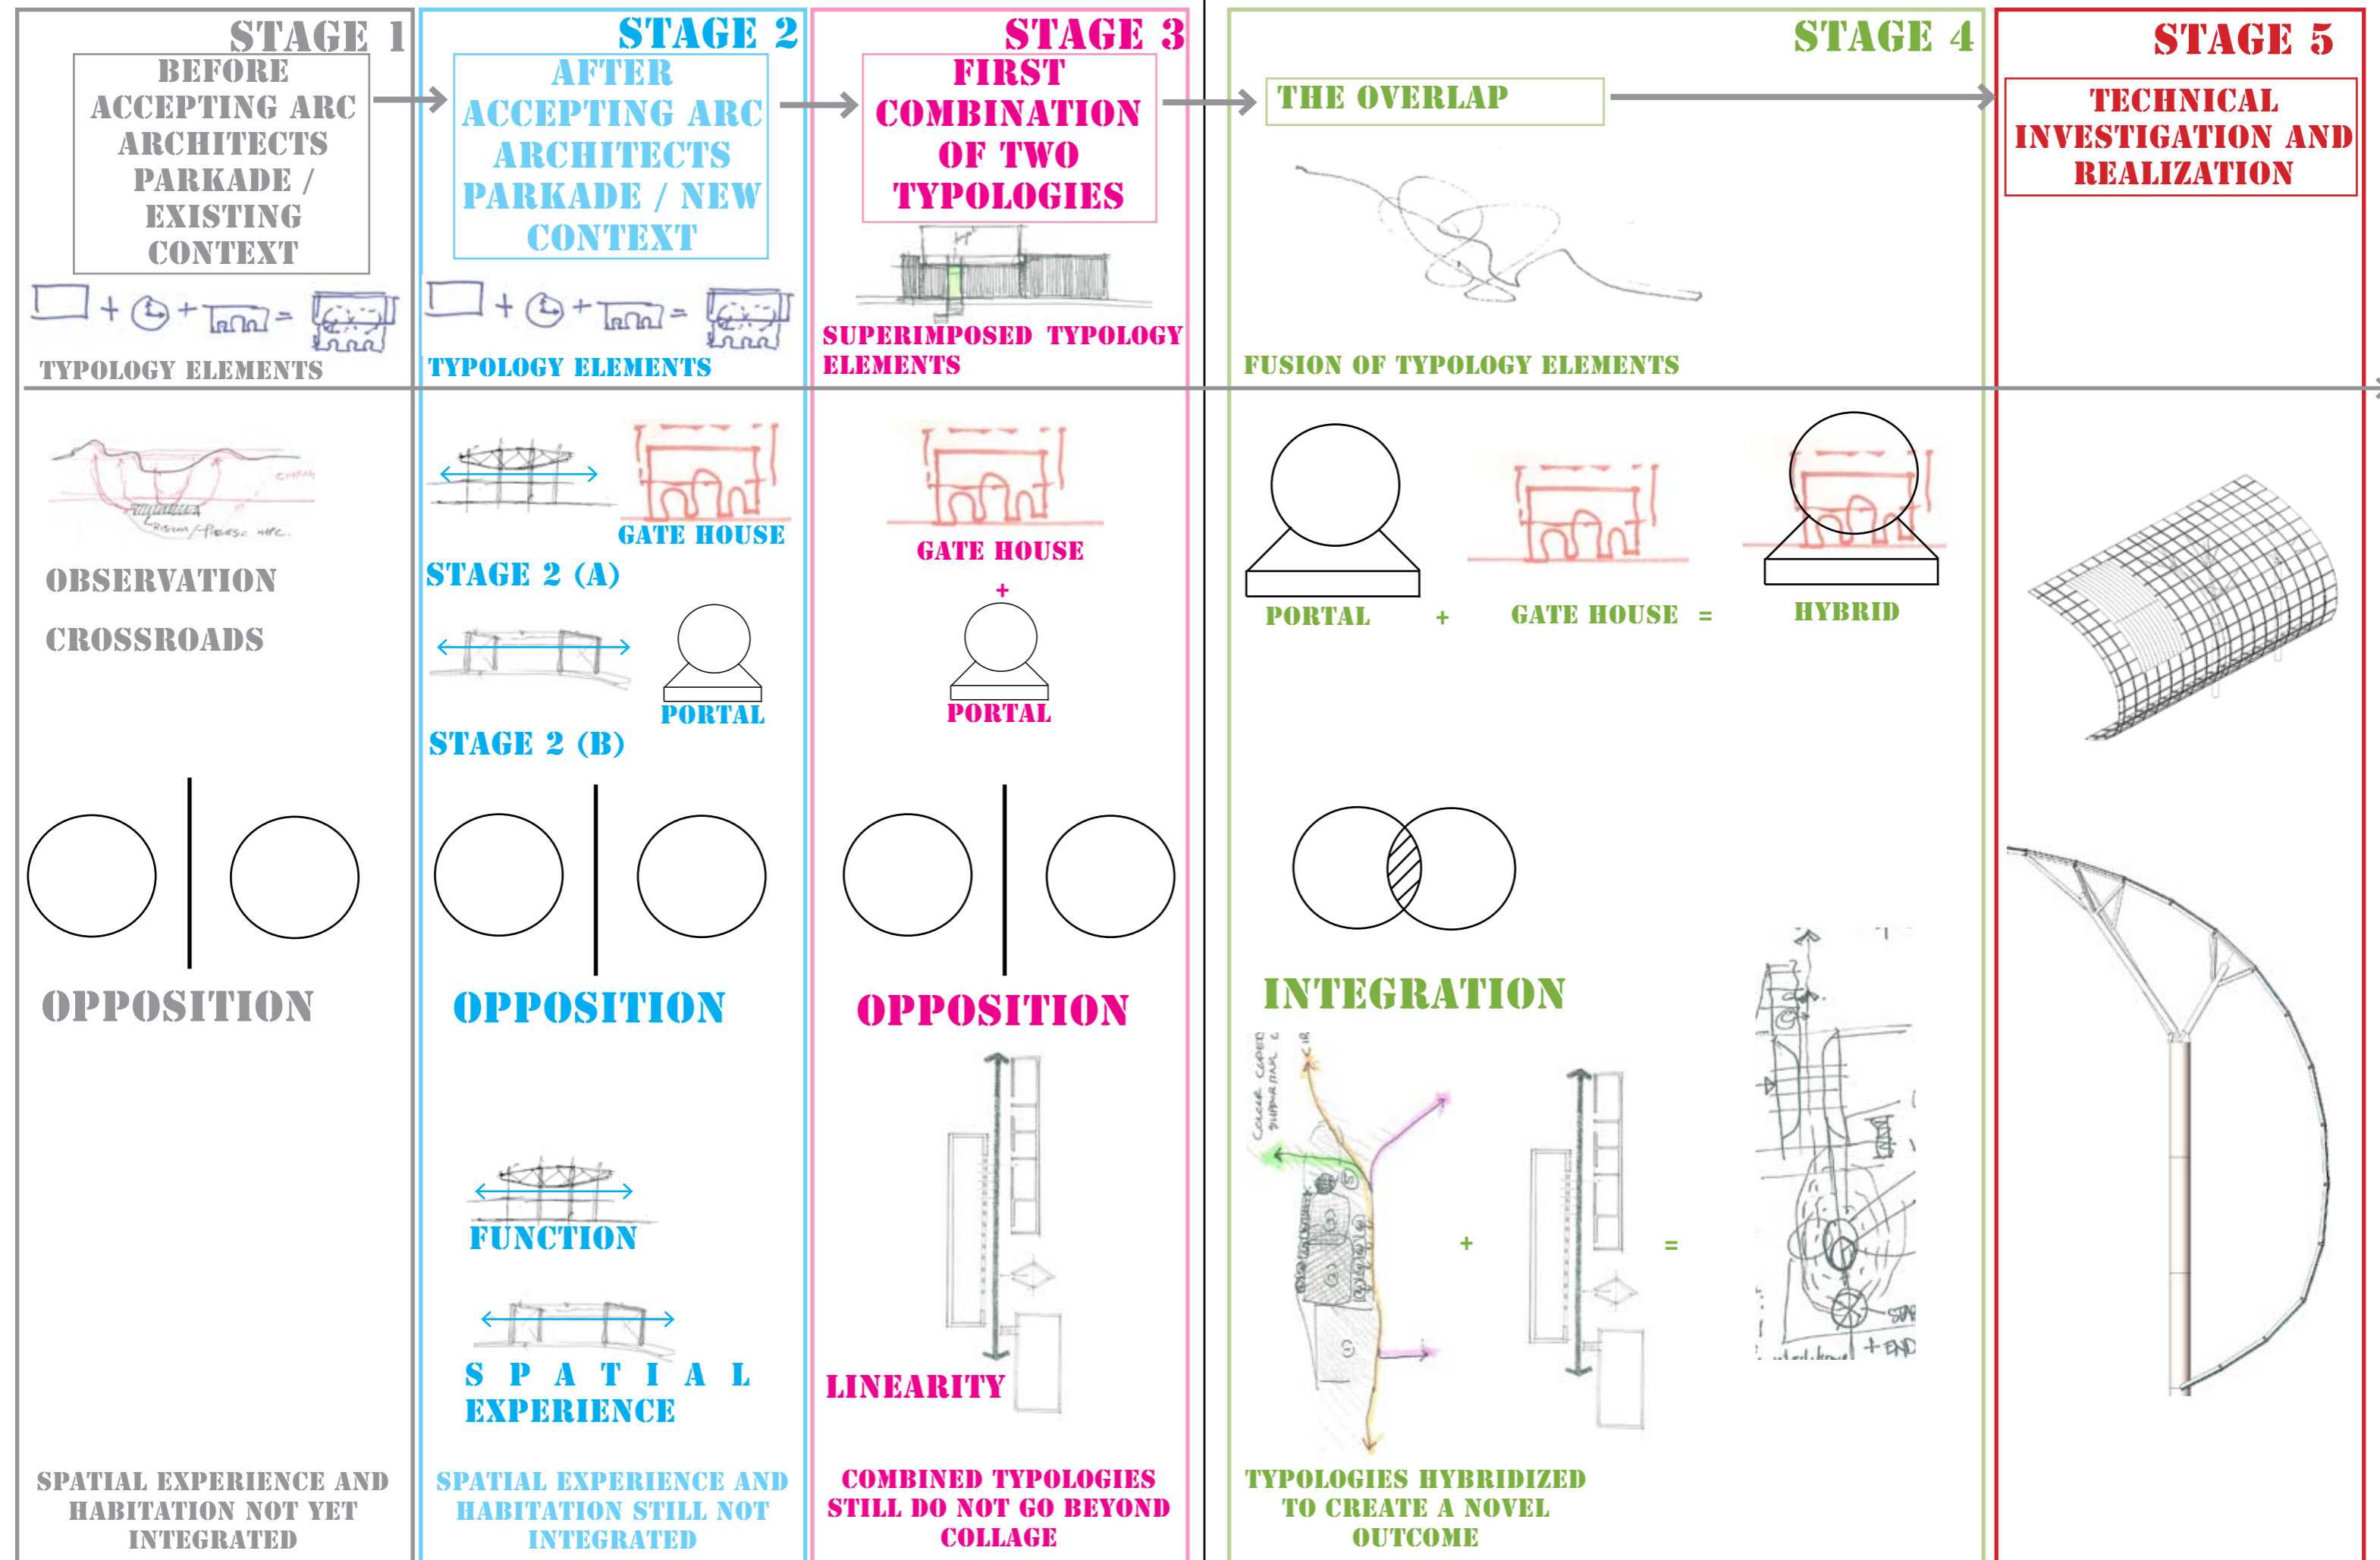 STAGE 1
BEFORE
ACCEPTING ARC
ARCHITECTS
PARKADE /
EXISTING
CONTEXT
TYPOLOGY ELEMENTS
OBSERVATION
CROSSROADS
OPPOSITION
SPATIAL EXPERIENCE AND
HABITATION NOT YET
INTEGRATED
STAGE 2
AFTER
ACCEPTING ARC
ARCHITECTS
PARKADE / NEW
CONTEXT
TYPOLOGY ELEMENTS
GATE HOUSE
STAGE 2 (A)
PORTAL
STAGE 2 (B)
OPPOSITION
FUNCTION
SPATIAL
EXPERIENCE
SPATIAL EXPERIENCE AND
HABITATION STILL NOT
INTEGRATED
STAGE 3
FIRST
COMBINATION
OF TWO
TYPOLOGIES
SUPERIMPOSED TYPOLOGY
ELEMENTS
GATE HOUSE
+
PORTAL
OPPOSITION
LINEARITY
COMBINED TYPOLOGIES
STILL DO NOT GO BEYOND
COLLAGE
STAGE 4
THE OVERLAP
FUSION OF TYPOLOGY ELEMENTS
PORTAL + GATE HOUSE = HYBRID
INTEGRATION
+ =
+ END
TYPOLOGIES HYBRIDIZED
TO CREATE A NOVEL
OUTCOME
STAGE 5
TECHNICAL
INVESTIGATION AND
REALIZATION